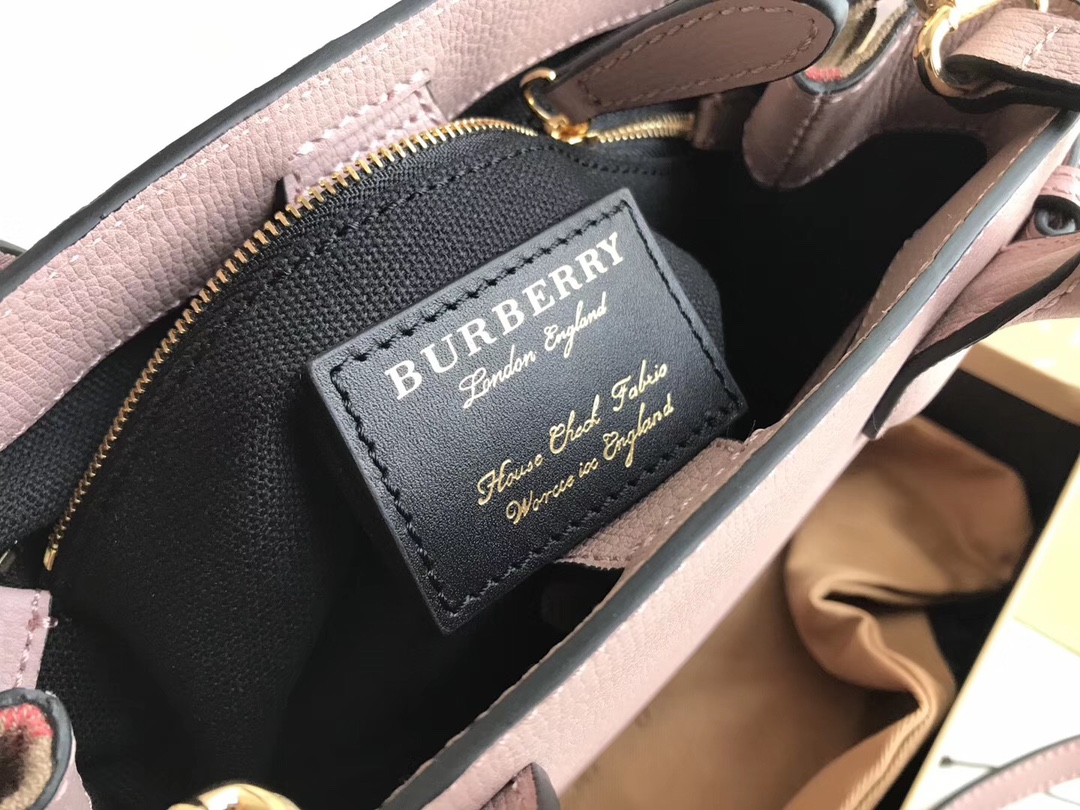 BURBERRY
London England
House Check Fabric
Woven in England